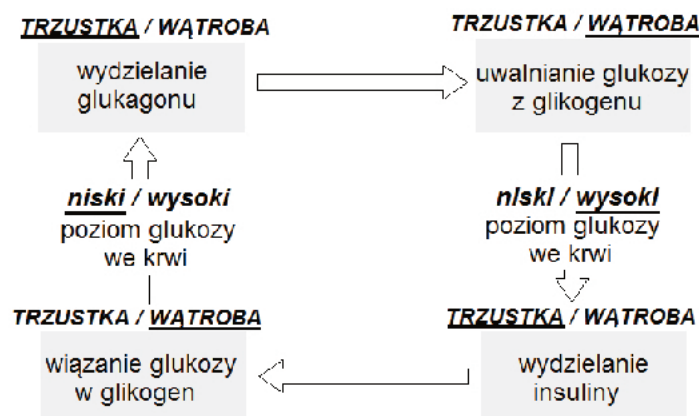 TRZUSTKA / WĄTROBA
wydzielanie
glukagonu
TRZUSTKA / WĄTROBA
uwalnianie glukozy
z glikogenu
niski / wysoki
poziom glukozy
we krwi
niski / wysoki
poziom glukozy
we krwi
TRZUSTKA / WĄTROBA
wiązanie glukozy
w glikogen
TRZUSTKA / WĄTROBA
wydzielanie
insuliny